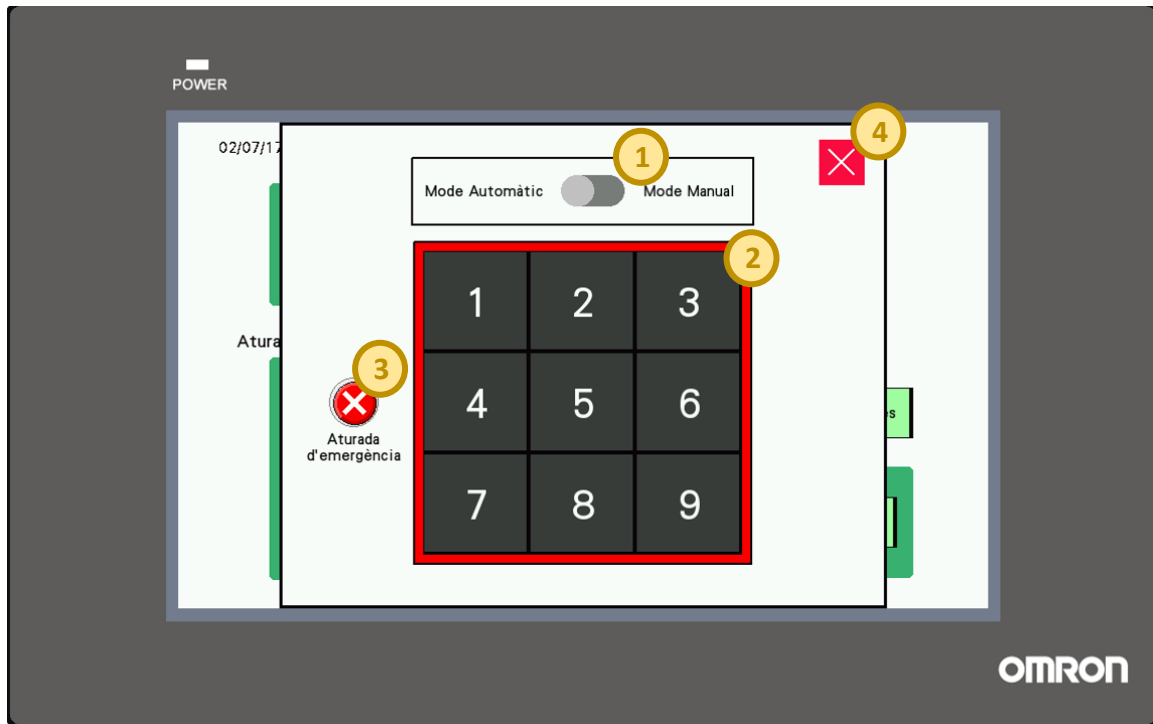 POWER
02/07/17
4
1
Mode Automàtic
Mode Manual
2
1 2 3
Atura
3
4 5 6
s
Aturada
d'emergència
7 8 9
OMRON